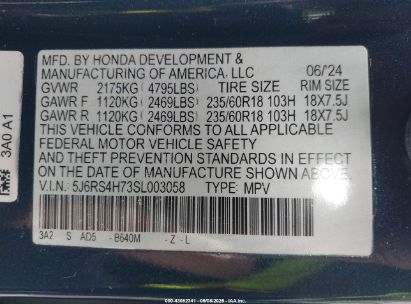 MFD. BY HONDA DEVELOPMENT &
MANUFACTURING OF AMERICA, LLC 06/24
GVWR 2175KG (4795LBS) TIRE SIZE RIM SIZE
GAWR F 1120KG (2469LBS) 235/60R18 103H 18X7.5J
GAWR R 1120KG (2469LBS) 235/60R18 103H 18X7.5J
THIS VEHICLE CONFORMS TO ALL APPLICABLE
FEDERAL MOTOR VEHICLE SAFETY
AND THEFT PREVENTION STANDARDS IN EFFECT
ON THE DATE OF MANUFACTURE SHOWN ABOVE.
V.I.N.: 5J6RS4H73SL003058 TYPE: MPV
3A2 S AD5 - B640M - Z - L
3A0 A1